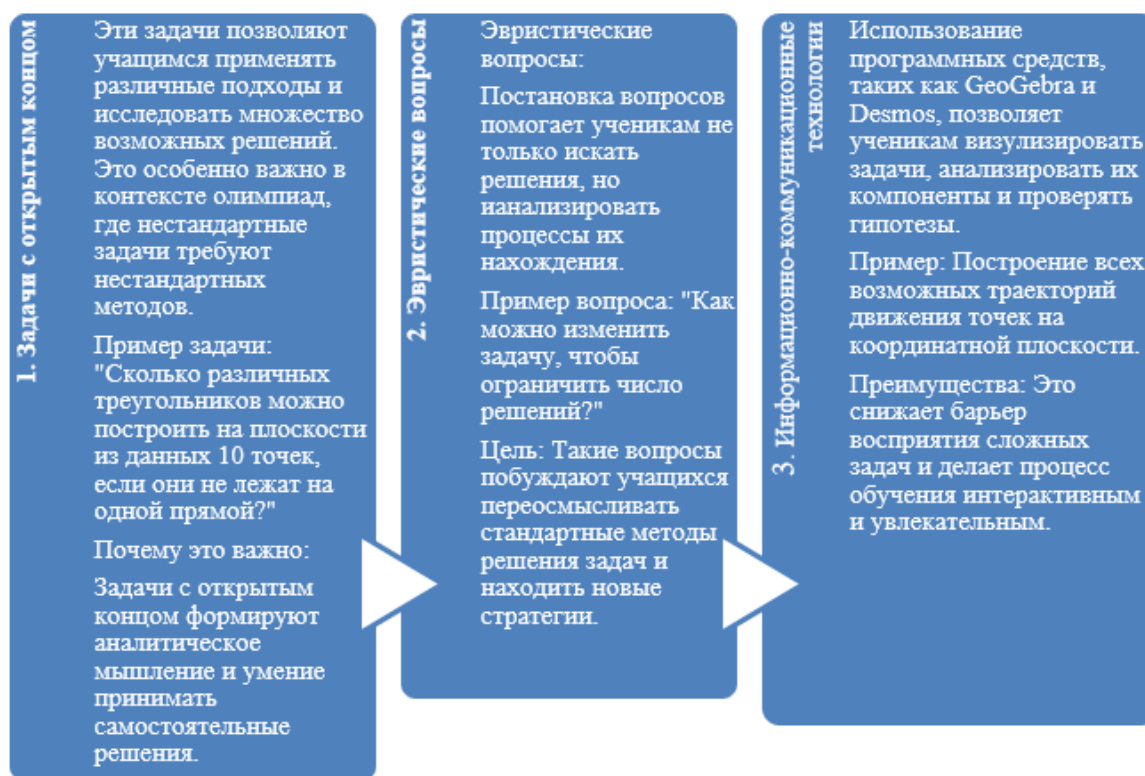 1. Задачи с открытым концом
Эти задачи позволяют
учащимся применять
различные подходы и
исследовать множество
возможных решений.
Это особенно важно в
контексте олимпиад,
где нестандартные
задачи требуют
нестандартных
методов.
Пример задачи:
"Сколько различных
треугольников можно
построить на плоскости
из данных 10 точек,
если они не лежат на
одной прямой?"
Почему это важно:
Задачи с открытым
концом формируют
аналитическое
мышление и умение
принимать
самостоятельные
решения.
2. Эвристические вопросы
Эвристические
вопросы:
Постановка вопросов
помогает ученикам не
только искать
решения, но
ианализировать
процессы их
нахождения.
Пример вопроса: "Как
можно изменить
задачу, чтобы
ограничить число
решений?"
Цель: Такие вопросы
побуждают учащихся
переосмысливать
стандартные методы
решения задач и
находить новые
стратегии.
3. Информационно-коммуникационные
технологии
Использование
программных средств,
таких как GeoGebra и
Desmos, позволяет
ученикам визулизировать
задачи, анализировать их
компоненты и проверять
гипотезы.
Пример: Построение всех
возможных траекторий
движения точек на
координатной плоскости.
Преимущества: Это
снижает барьер
восприятия сложных
задач и делает процесс
обучения интерактивным
и увлекательным.